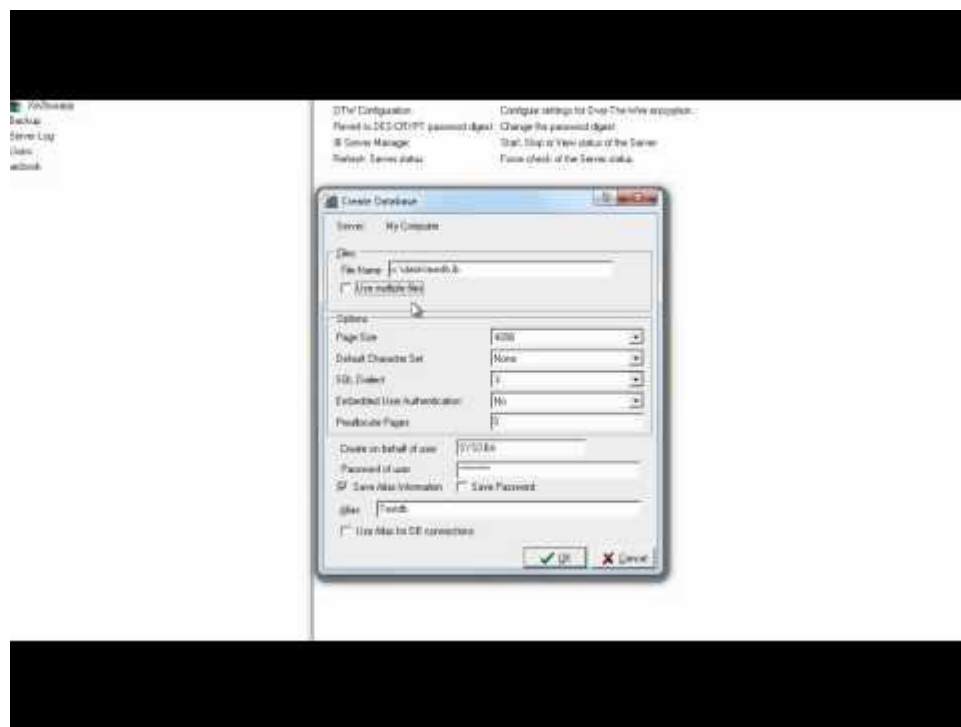 Backup
Server Log
Users
OTW Configuration Configure settings for Over-The-Wire encryption
Revert to DES-CRYPT password digest Change the password digest
IB Server Manager Start, Stop or View status of the Server
Refresh Server status Force check of the Server status
Create Database
Server: My Computer
Files
File Name
Use multiple files
Options
Page Size 4096
Default Character Set None
SQL Dialect 3
Embedded User Authentication No
Preallocate Pages 0
Create on behalf of user SYSDBA
Password of user
Save Alias Information Save Password
Alias
Use Alias for DB connections
OK Cancel